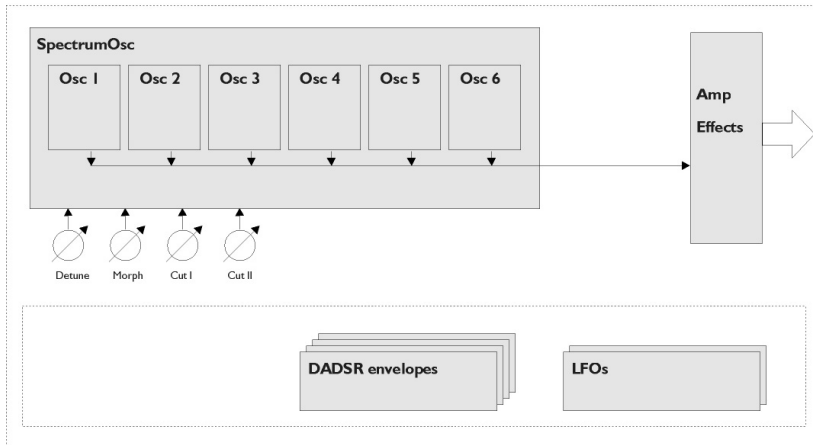 SpectrumOsc
Osc 1
Osc 2
Osc 3
Osc 4
Osc 5
Osc 6
Amp
Effects
Detune
Morph
Cut I
Cut II
DADSR envelopes
LFOs